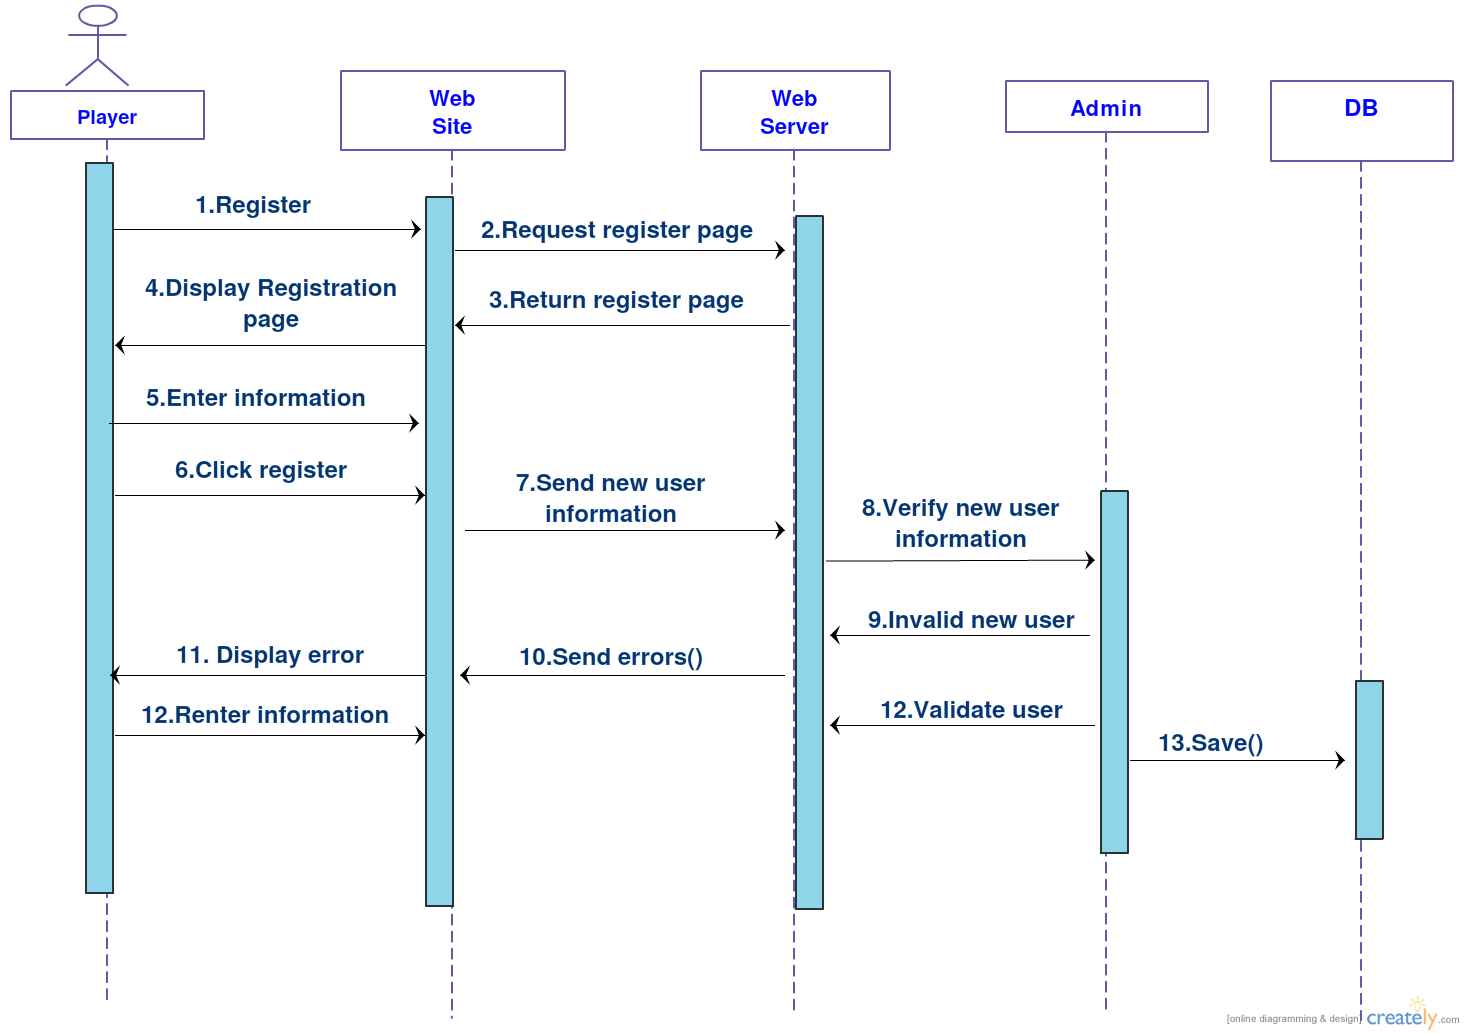 Player
Web
Site
Web
Server
Admin
DB
1.Register
2.Request register page
4.Display Registration
page
3.Return register page
5.Enter information
6.Click register
7.Send new user
information
8.Verify new user
information
9.Invalid new user
11. Display error
10.Send errors()
12.Renter information
12.Validate user
13.Save()
[online diagramming & design] creately.com